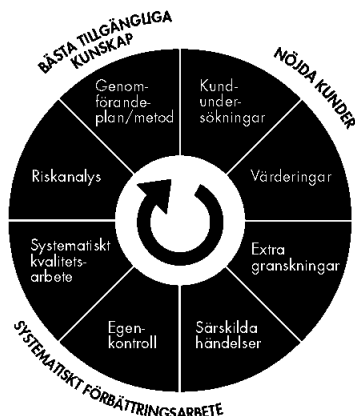 BÄSTA TILLGÄNGLIGA
KUNSKAP
NÖJDA KUNDER
Genom-
förande-
plan/metod
Kund-
under-
sökningar
Riskanalys
Värderingar
Systematiskt
kvalitets-
arbete
Extra
granskningar
Egen-
kontroll
Särskilda
händelser
SYSTEMATISKT FÖRBÄTTRINGSARBETE